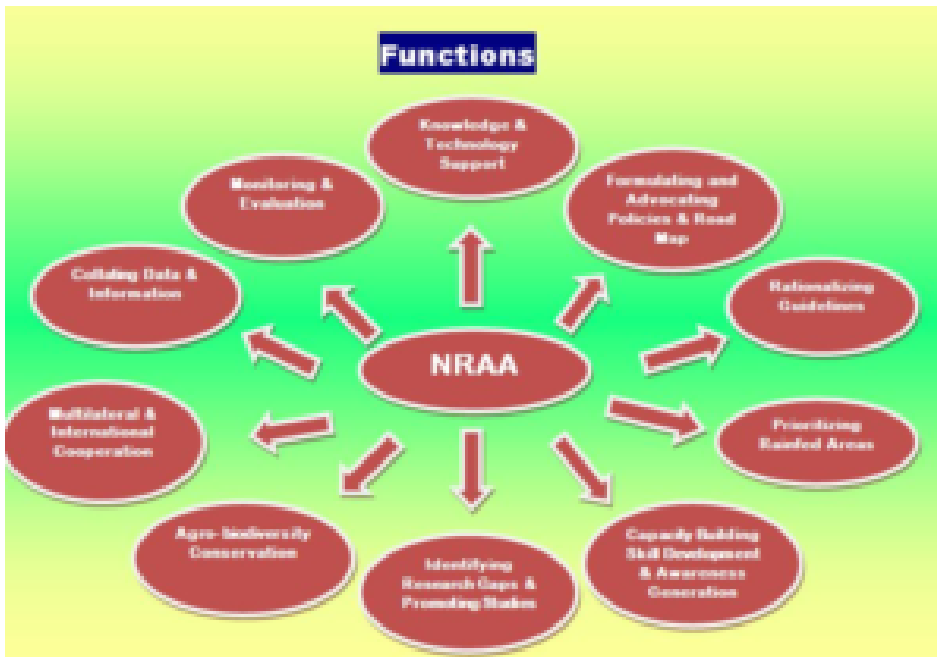 Functions
Knowledge &
Technology
Support
Formulating and
Advocating
Policies & Road
Map
Rationalizing
Guidelines
Prioritizing
Rainfed Areas
Capacity Building
Skill Development
& Awareness
Generation
Identifying
Research Gaps &
Promoting Studies
Agro- biodiversity
Conservation
Multilateral &
International
Cooperation
Collating Data &
Information
Monitoring &
Evaluation
NRAA